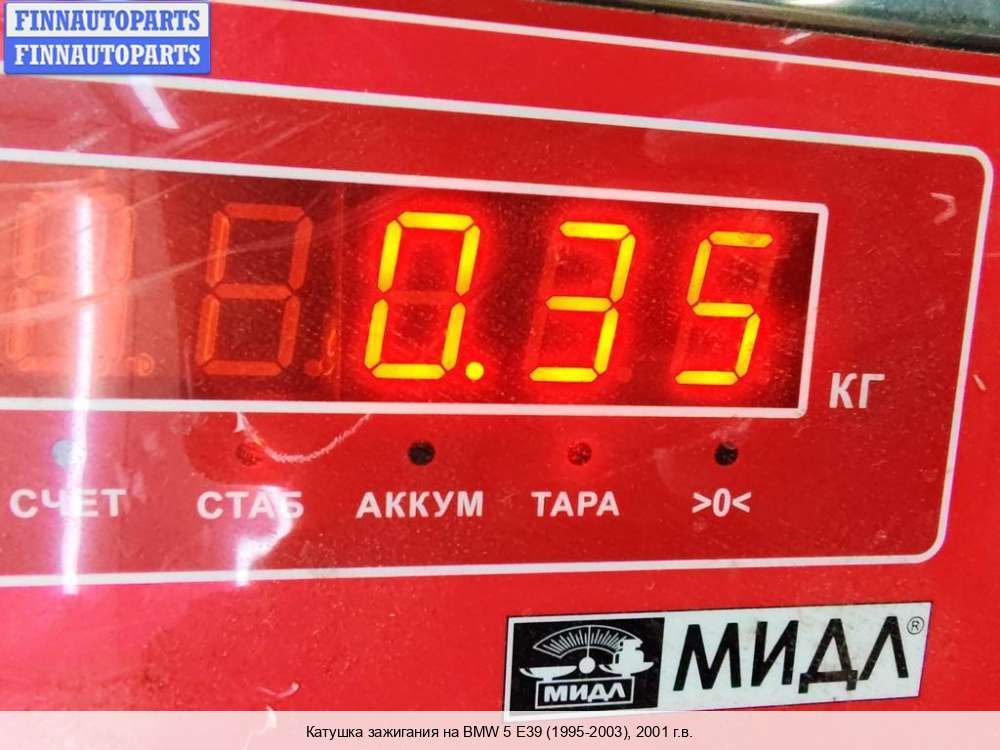 FINNAUTOPARTS
FINNAUTOPARTS
0.35
КГ
СЧЕТ СТАБ АККУМ ТАРА >0<
МИДЛ МИДЛ®
Катушка зажигания на BMW 5 E39 (1995-2003), 2001 г.в.